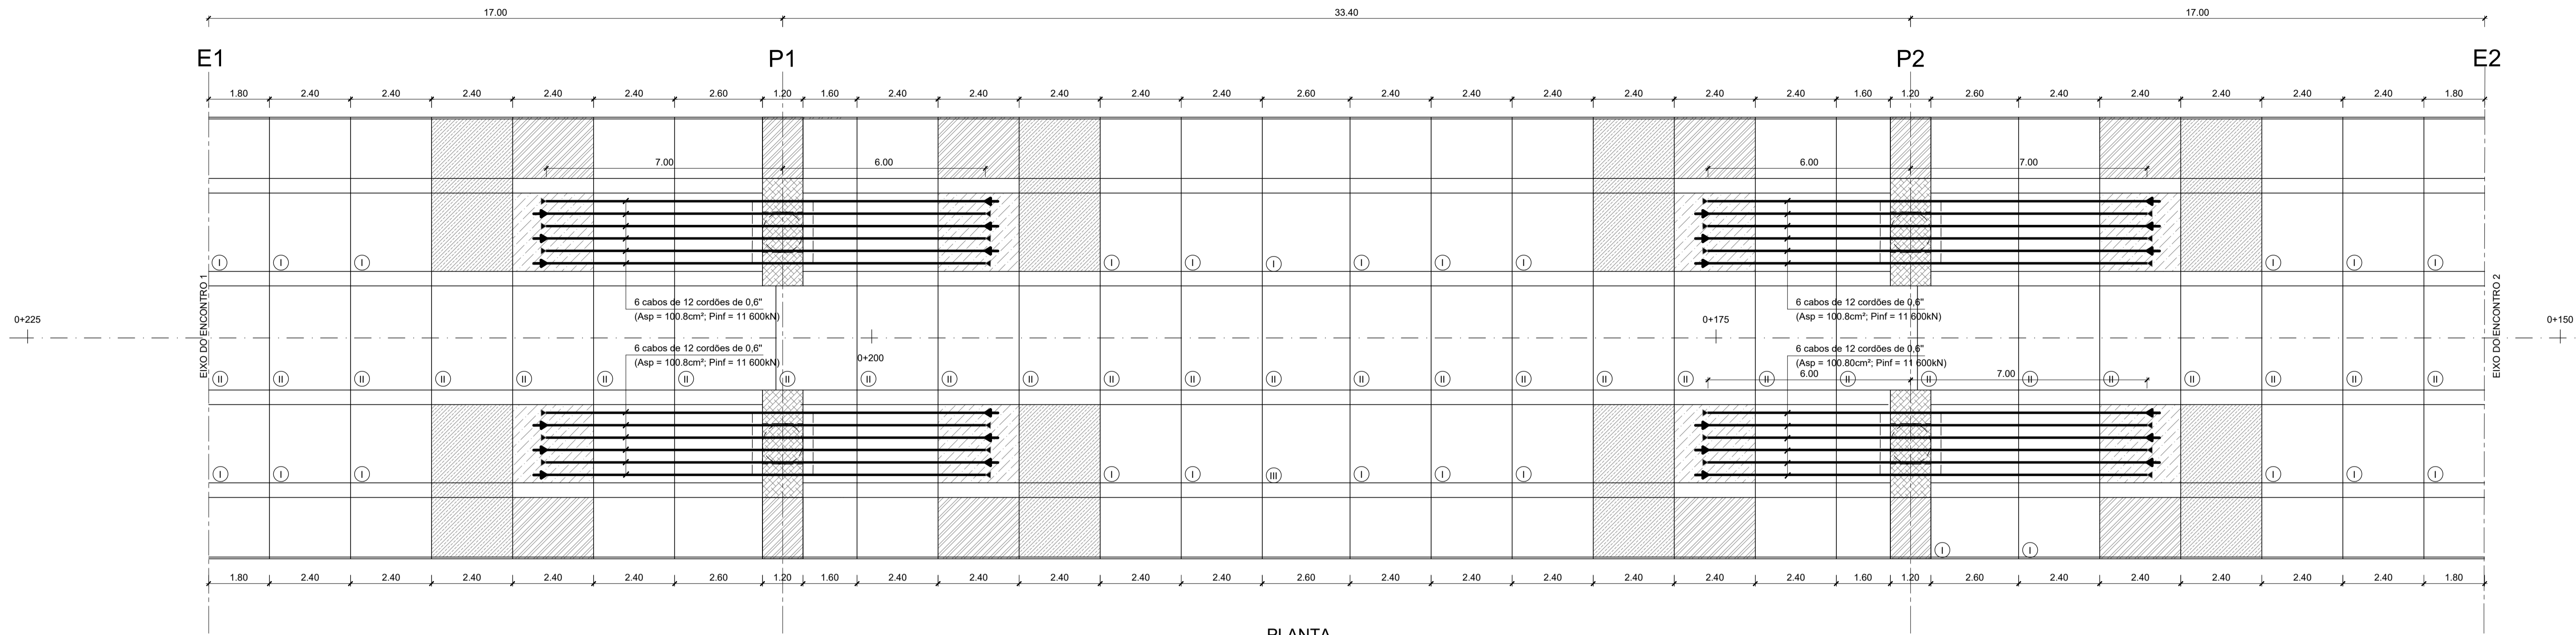 17.00 33.40 17.00
E1 P1 P2 E2
1.80 2.40 2.40 2.40 2.40 2.40 2.60 1.20 1.60 2.40 2.40 2.40 2.40 2.40 2.60 2.40 2.40 2.40 2.40 2.40 2.40 1.60 1.20 2.60 2.40 2.40 2.40 2.40 2.40 1.80
7.00 6.00 6.00 7.00
I I I I I I I I I I I I
EIXO DO ENCONTRO 1
EIXO DO ENCONTRO 2
6 cabos de 12 cordões de 0,6"
(Asp = 100.8cm²; Pinf = 11 600kN)
6 cabos de 12 cordões de 0,6"
(Asp = 100.8cm²; Pinf = 11 600kN)
0+225 0+175 0+150
0+200
6 cabos de 12 cordões de 0,6"
(Asp = 100.8cm²; Pinf = 11 600kN)
6 cabos de 12 cordões de 0,6"
(Asp = 100.80cm²; Pinf = 11 600kN)
6.00 7.00
II II II II II II II II II II II II II II II II II II II II II II II II II II II II II
I I I I I III I I I I I I
I I
1.80 2.40 2.40 2.40 2.40 2.40 2.60 1.20 1.60 2.40 2.40 2.40 2.40 2.40 2.60 2.40 2.40 2.40 2.40 2.40 2.40 1.60 1.20 2.60 2.40 2.40 2.40 2.40 2.40 1.80
PLANTA